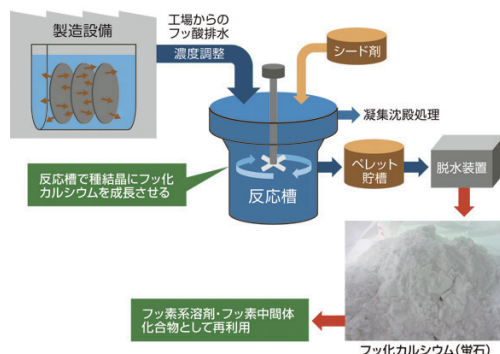 製造設備
工場からの
フッ酸排水
濃度調整
シード剤
凝集沈殿処理
反応槽で種結晶にフッ化
カルシウムを成長させる
反応槽
ペレット
貯槽
脱水装置
フッ素系溶剤・フッ素中間体
化合物として再利用
フッ化カルシウム(蛍石)